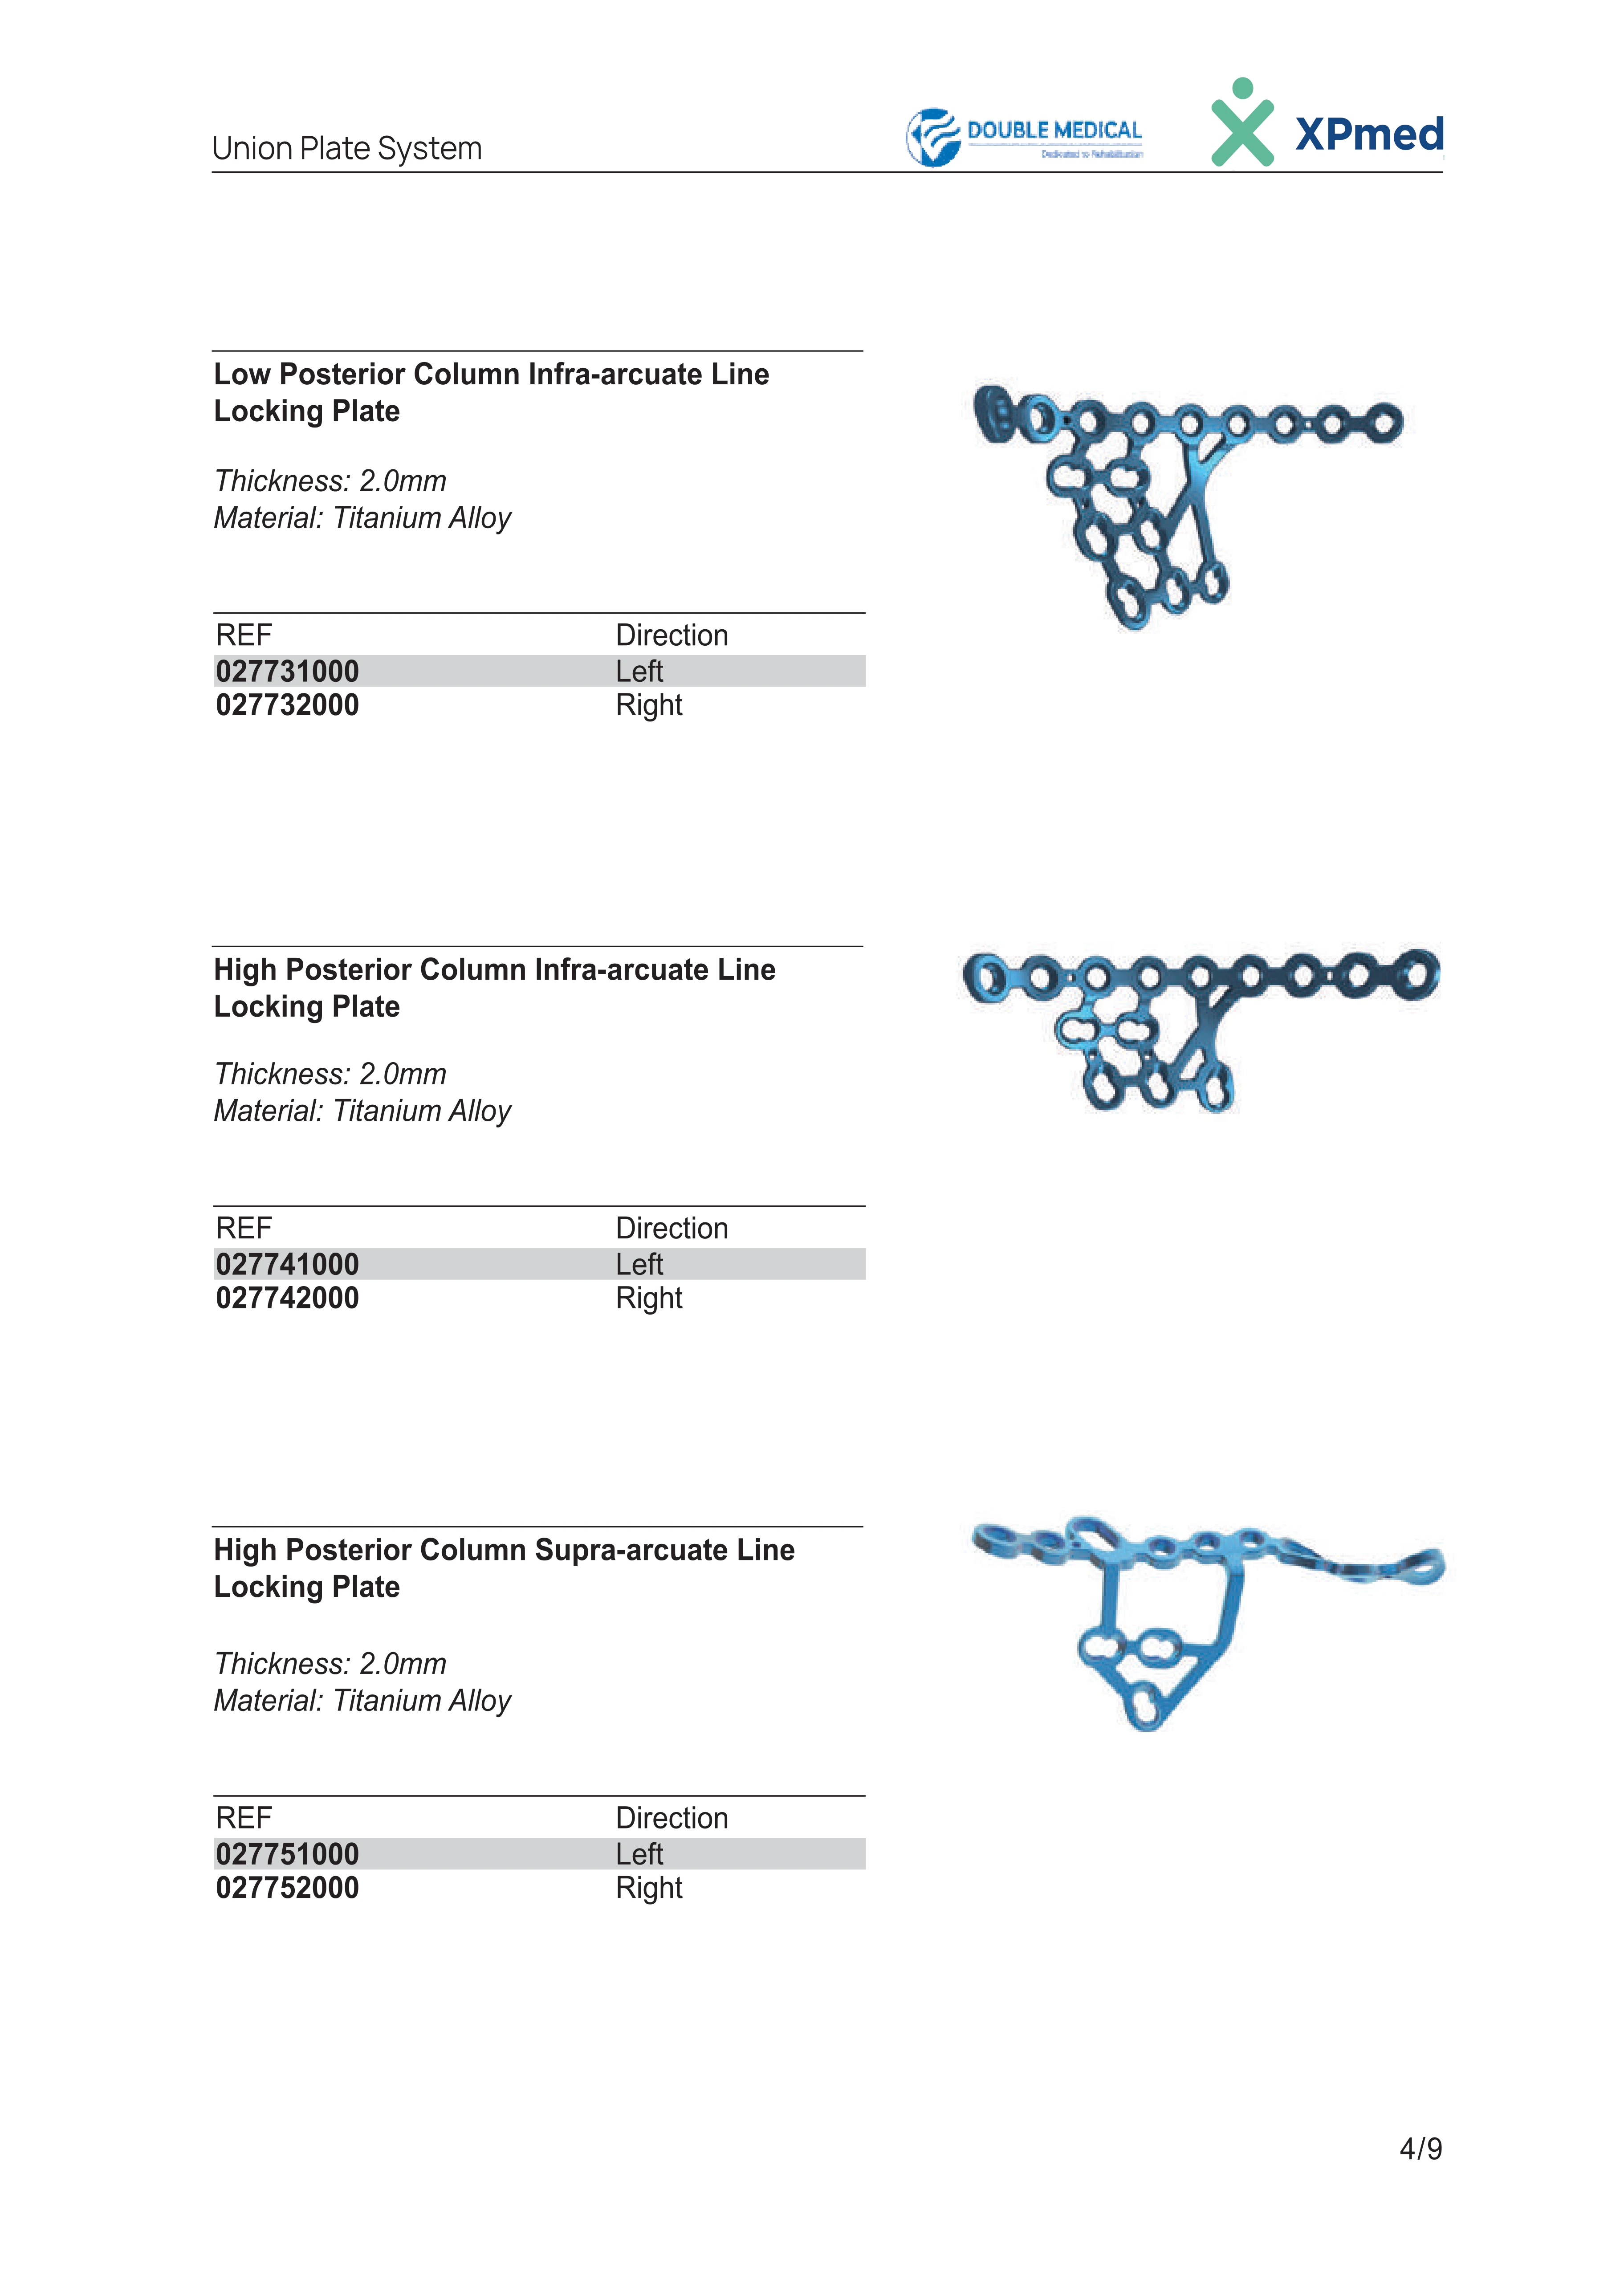 Union Plate System
DOUBLE MEDICAL
Dedicated to Rehabilitation
XPmed
Low Posterior Column Infra-arcuate Line
Locking Plate
Thickness: 2.0mm
Material: Titanium Alloy
REF Direction
027731000 Left
027732000 Right
High Posterior Column Infra-arcuate Line
Locking Plate
Thickness: 2.0mm
Material: Titanium Alloy
REF Direction
027741000 Left
027742000 Right
High Posterior Column Supra-arcuate Line
Locking Plate
Thickness: 2.0mm
Material: Titanium Alloy
REF Direction
027751000 Left
027752000 Right
4/9